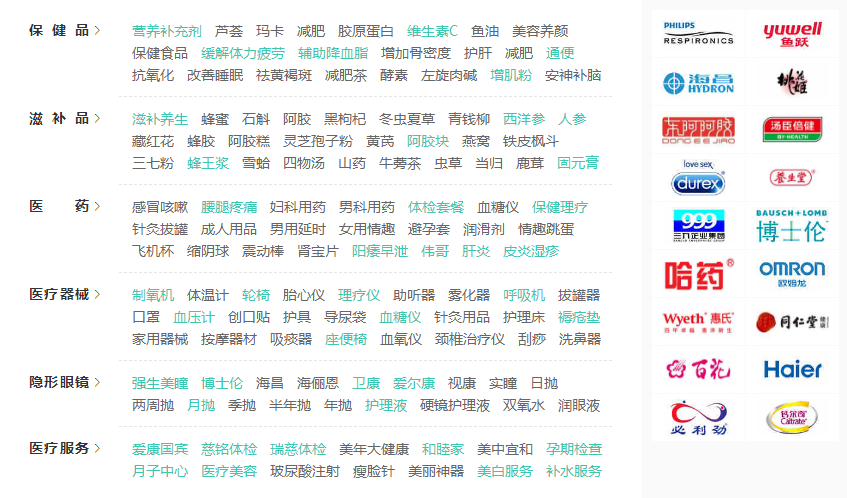 保健品 >
营养补充剂 芦荟 玛卡 减肥 胶原蛋白 维生素C 鱼油 美容养颜
保健食品 缓解体力疲劳 辅助降血脂 增加骨密度 护肝 减肥 通便
抗氧化 改善睡眠 祛黄褐斑 减肥茶 酵素 左旋肉碱 增肌粉 安神补脑
滋补品 >
滋补养生 蜂蜜 石斛 阿胶 黑枸杞 冬虫夏草 青钱柳 西洋参 人参
藏红花 蜂胶 阿胶糕 灵芝孢子粉 黄芪 阿胶块 燕窝 铁皮枫斗
三七粉 蜂王浆 雪蛤 四物汤 山药 牛蒡茶 虫草 当归 鹿茸 固元膏
医药 >
感冒咳嗽 腰腿疼痛 妇科用药 男科用药 体检套餐 血糖仪 保健理疗
针灸拔罐 成人用品 男用延时 女用情趣 避孕套 润滑剂 情趣跳蛋
飞机杯 缩阴球 震动棒 肾宝片 阳痿早泄 伟哥 肝炎 皮炎湿疹
医疗器械 >
制氧机 体温计 轮椅 胎心仪 理疗仪 助听器 雾化器 呼吸机 拔罐器
口罩 血压计 创口贴 护具 导尿袋 血糖仪 针灸用品 护理床 褥疮垫
家用器械 按摩器材 吸痰器 座便椅 血氧仪 颈椎治疗仪 刮痧 洗鼻器
隐形眼镜 >
强生美瞳 博士伦 海昌 海俪恩 卫康 爱尔康 视康 实瞳 日抛
两周抛 月抛 季抛 半年抛 年抛 护理液 硬镜护理液 双氧水 润眼液
医疗服务 >
爱康国宾 慈铭体检 瑞慈体检 美年大健康 和睦家 美中宜和 孕期检查
月子中心 医疗美容 玻尿酸注射 瘦脸针 美丽神器 美白服务 补水服务
PHILIPS
RESPIRONICS
yuwell
鱼跃
海昌
HYDRON
桃花姬
东阿阿胶
DONG EE JIAO
汤臣倍健
BY-HEALTH
love sex
durex
养生堂
999
三九企业集团
BAUSCH + LOMB
博士伦
哈药
OMRON
欧姆龙
Wyeth 惠氏
同仁堂
百花
Haier
必利劲
钙尔奇
Caltrate